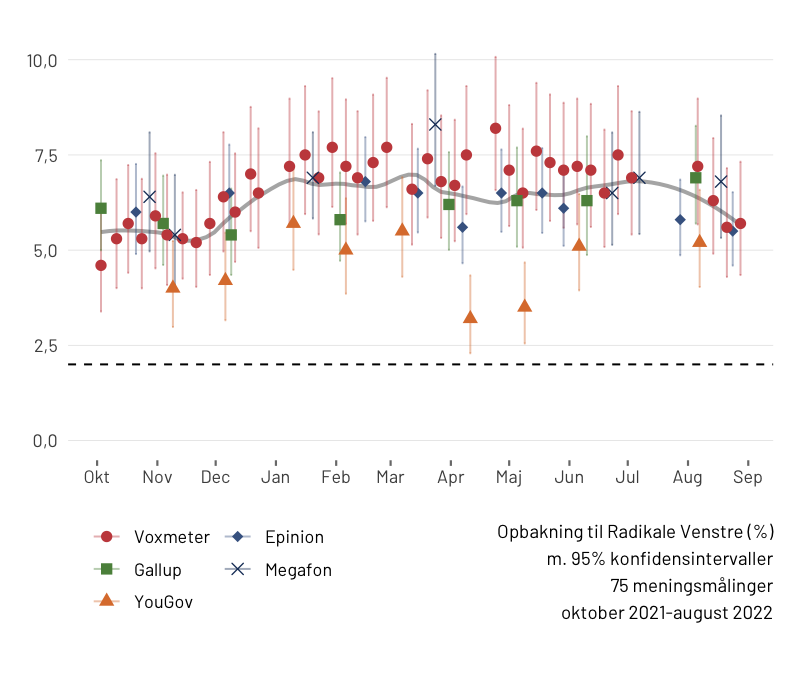 10,0
7,5
5,0
2,5
0,0
Okt Nov Dec Jan Feb Mar Apr Maj Jun Jul Aug Sep
Voxmeter Epinion
Gallup Megafon
YouGov
Opbakning til Radikale Venstre (%)
m. 95% konfidensintervaller
75 meningsmålinger
oktober 2021-august 2022